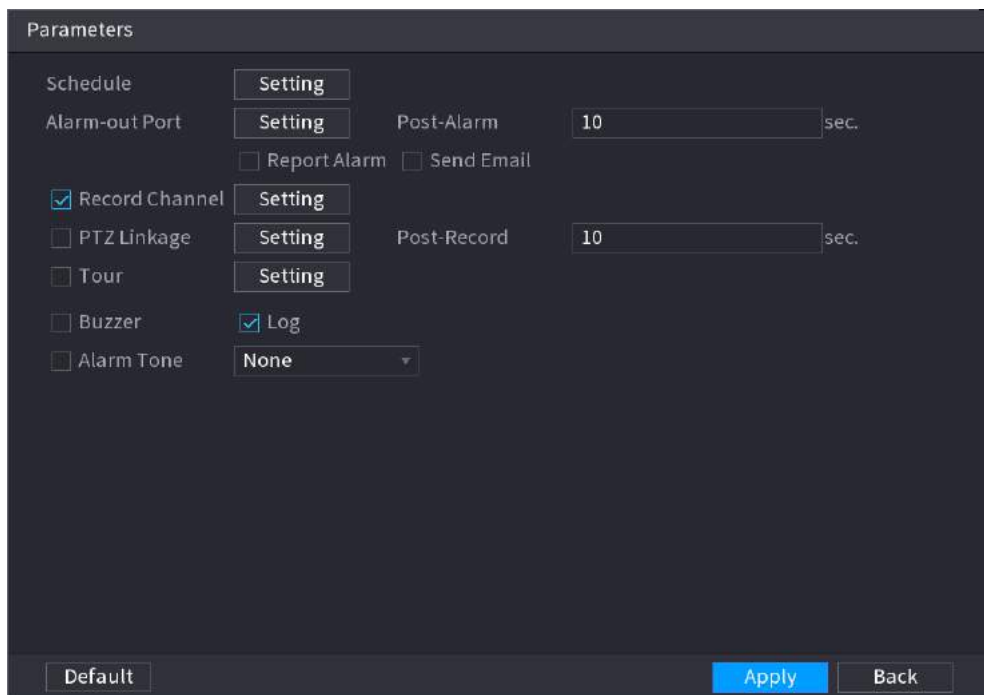 Parameters
Schedule Setting
Alarm-out Port Setting Post-Alarm 10 sec.
Report Alarm Send Email
Record Channel Setting
PTZ Linkage Setting Post-Record 10 sec.
Tour Setting
Buzzer Log
Alarm Tone None
Default Apply Back